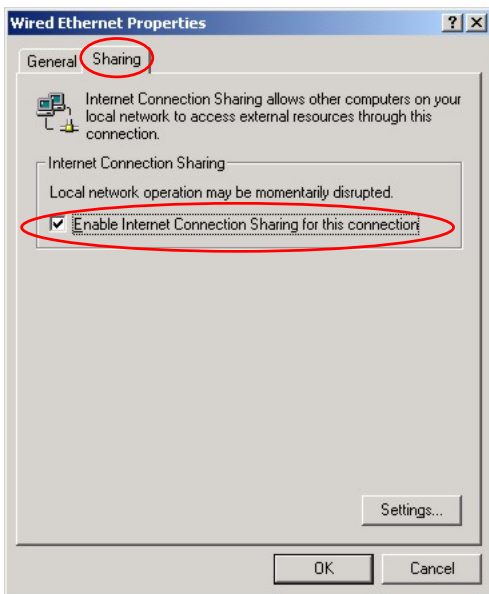 Wired Ethernet Properties
General Sharing
Internet Connection Sharing allows other computers on your
local network to access external resources through this
connection.
Internet Connection Sharing
Local network operation may be momentarily disrupted.
Enable Internet Connection Sharing for this connection
Settings...
OK Cancel